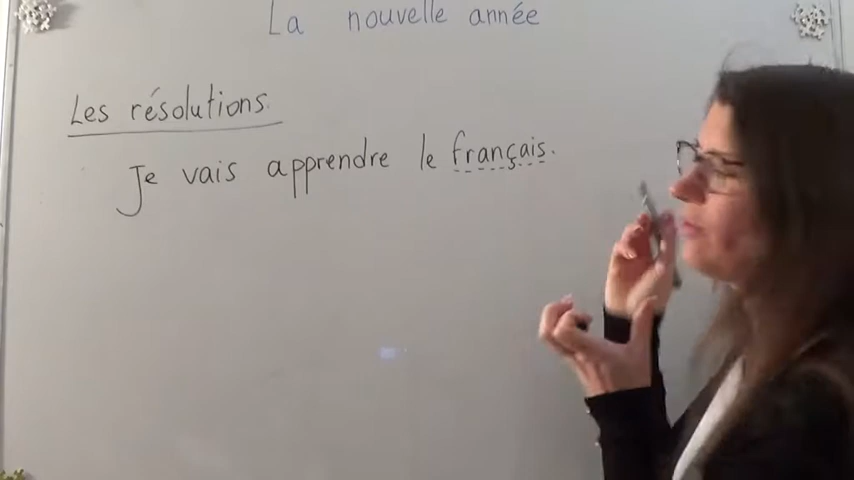 La nouvelle année
Les résolutions.
Je vais apprendre le français.